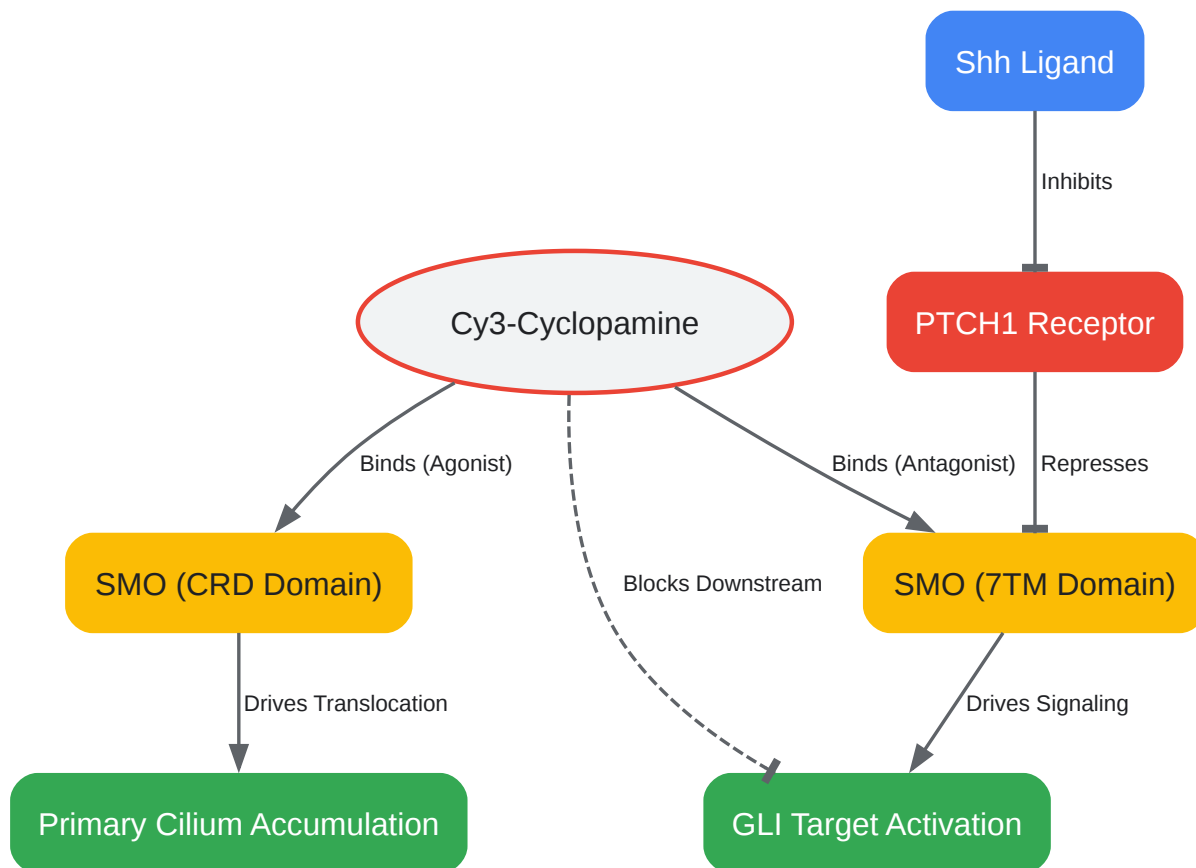 Shh Ligand
Inhibits
Cy3-Cyclopamine
PTCH1 Receptor
Binds (Agonist)
Binds (Antagonist)
Represses
SMO (CRD Domain)
Blocks Downstream
SMO (7TM Domain)
Drives Translocation
Drives Signaling
Primary Cilium Accumulation
GLI Target Activation